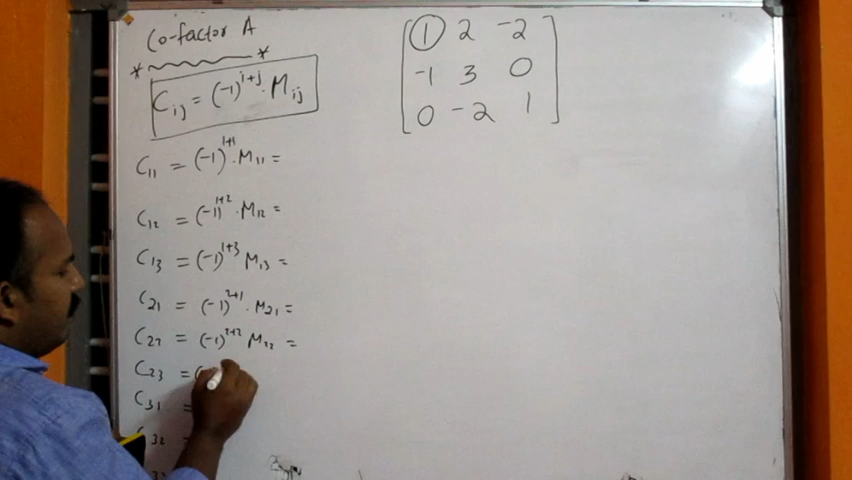 Co-factor A
* *
Cij = (-1)^i+j . Mij
C11 = (-1)^1+1 . M11 =
C12 = (-1)^1+2 . M12 =
C13 = (-1)^1+3 M13 =
C21 = (-1)^2+1 . M21 =
C22 = (-1)^2+2 M22 =
C23 = (
C31 =
C32
1 2 -2
-1 3 0
0 -2 1